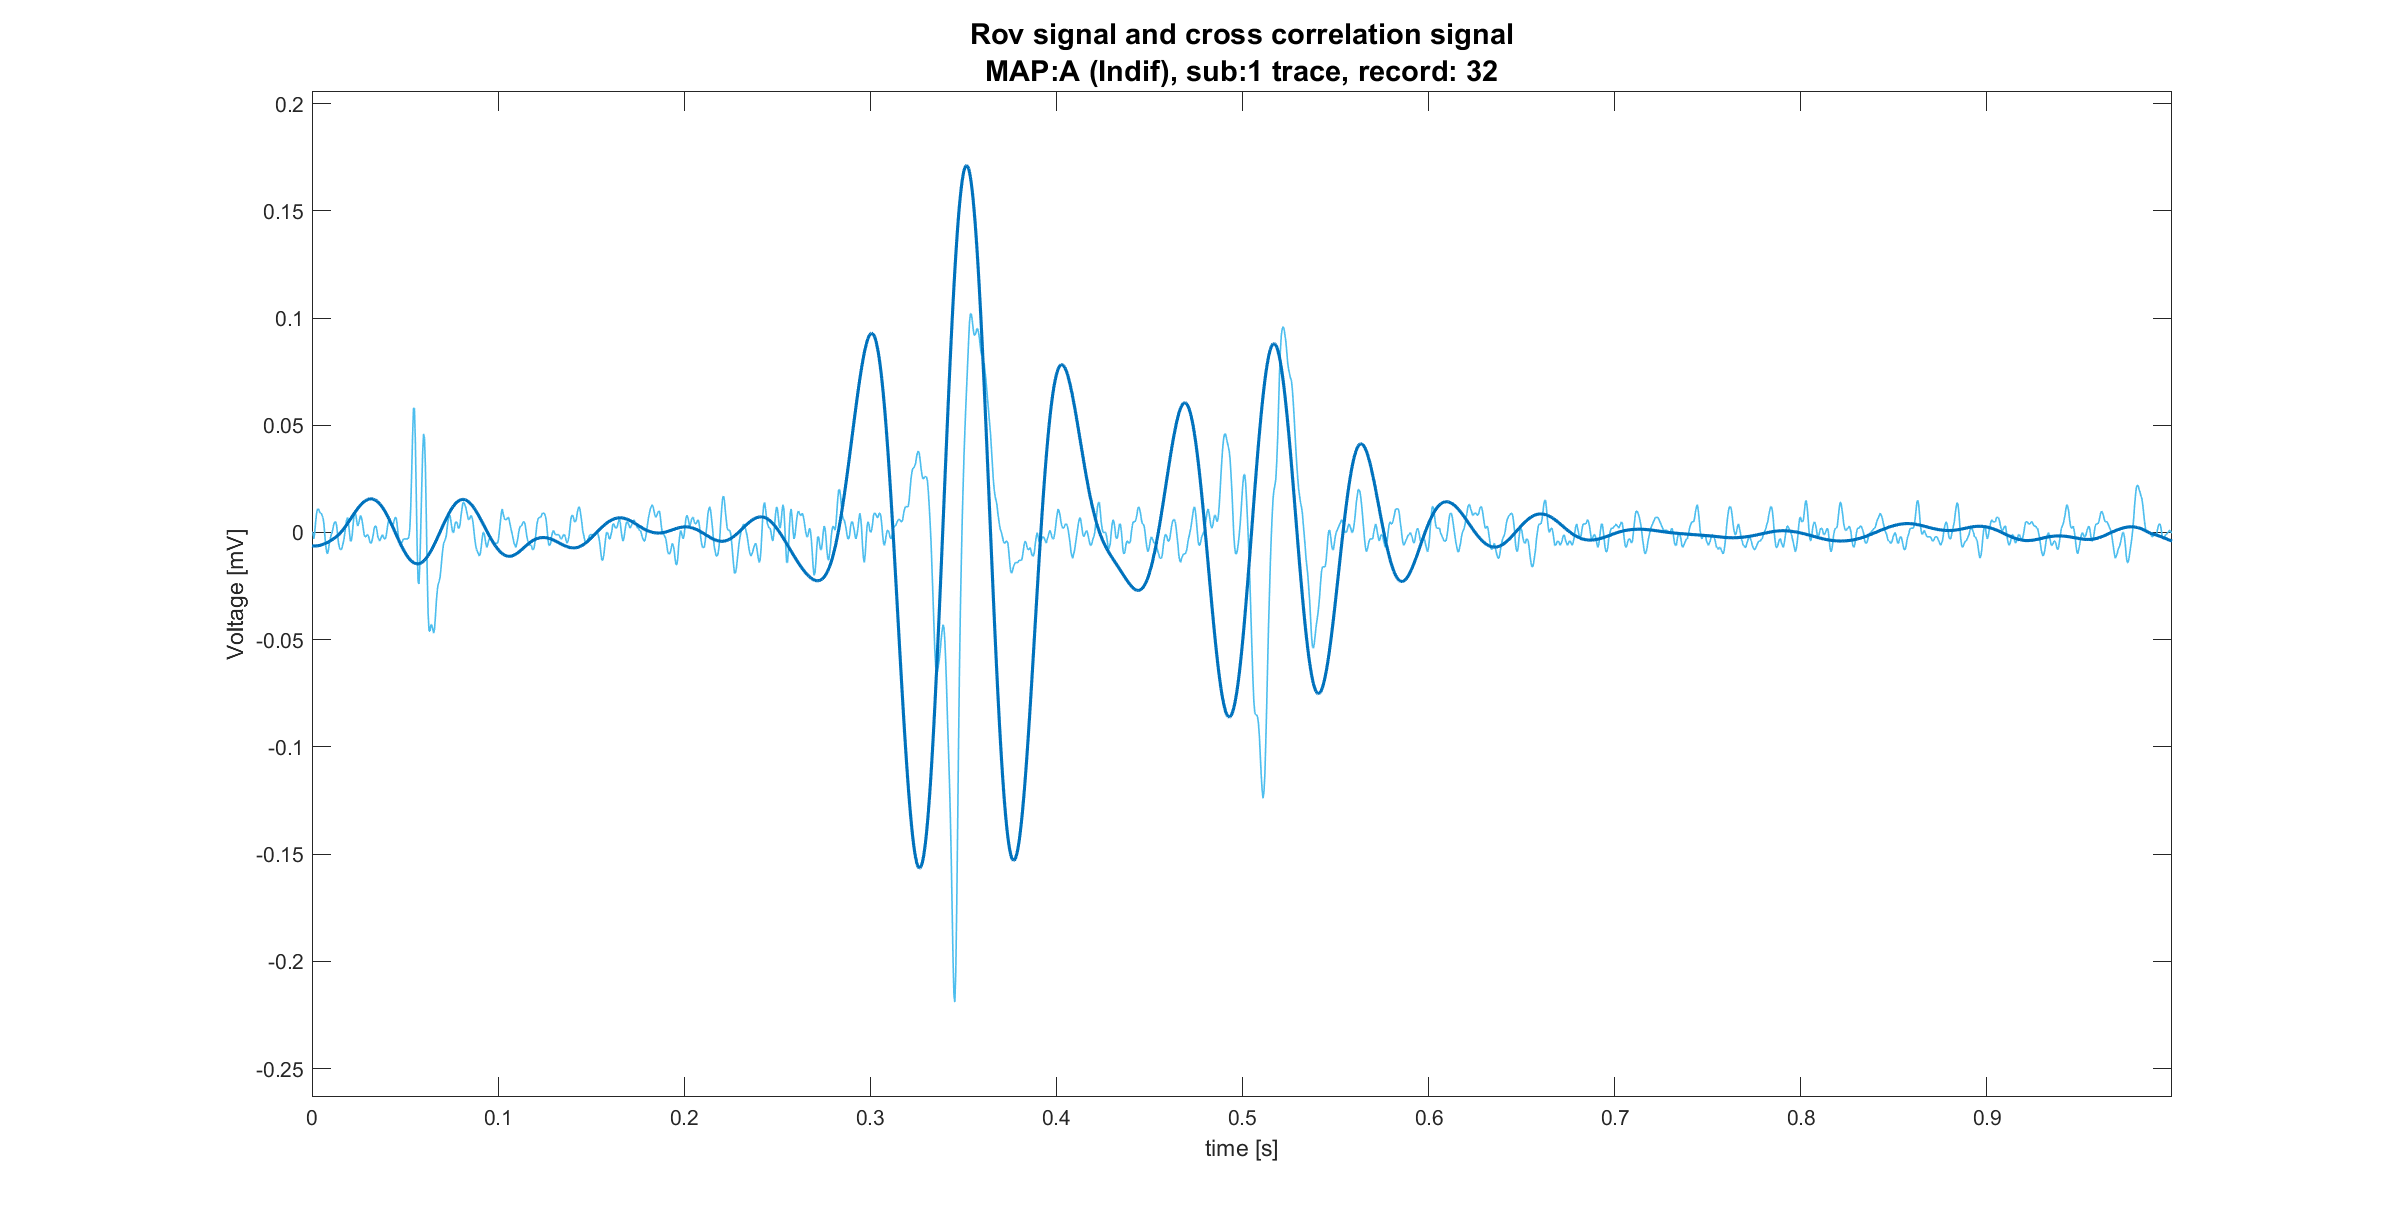 Rov signal and cross correlation signal
MAP:A (Indif), sub:1 trace, record: 32
0.2
0.15
0.1
0.05
0
-0.05
-0.1
-0.15
-0.2
-0.25
Voltage [mV]
0 0.1 0.2 0.3 0.4 0.5 0.6 0.7 0.8 0.9
time [s]